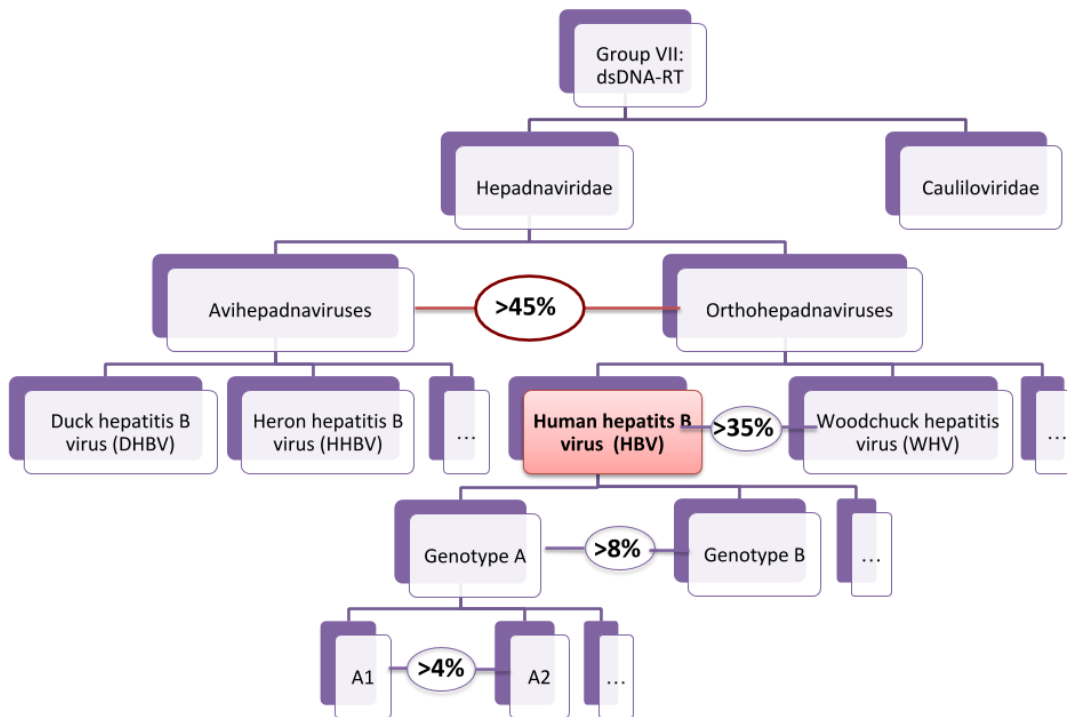 Group VII:
dsDNA-RT
Hepadnaviridae
Cauliloviridae
Avihepadnaviruses
>45%
Orthohepadnaviruses
Duck hepatitis B
virus (DHBV)
Heron hepatitis B
virus (HHBV)
...
Human hepatits B
virus (HBV)
>35%
Woodchuck hepatitis
virus (WHV)
...
Genotype A
>8%
Genotype B
...
A1
>4%
A2
...